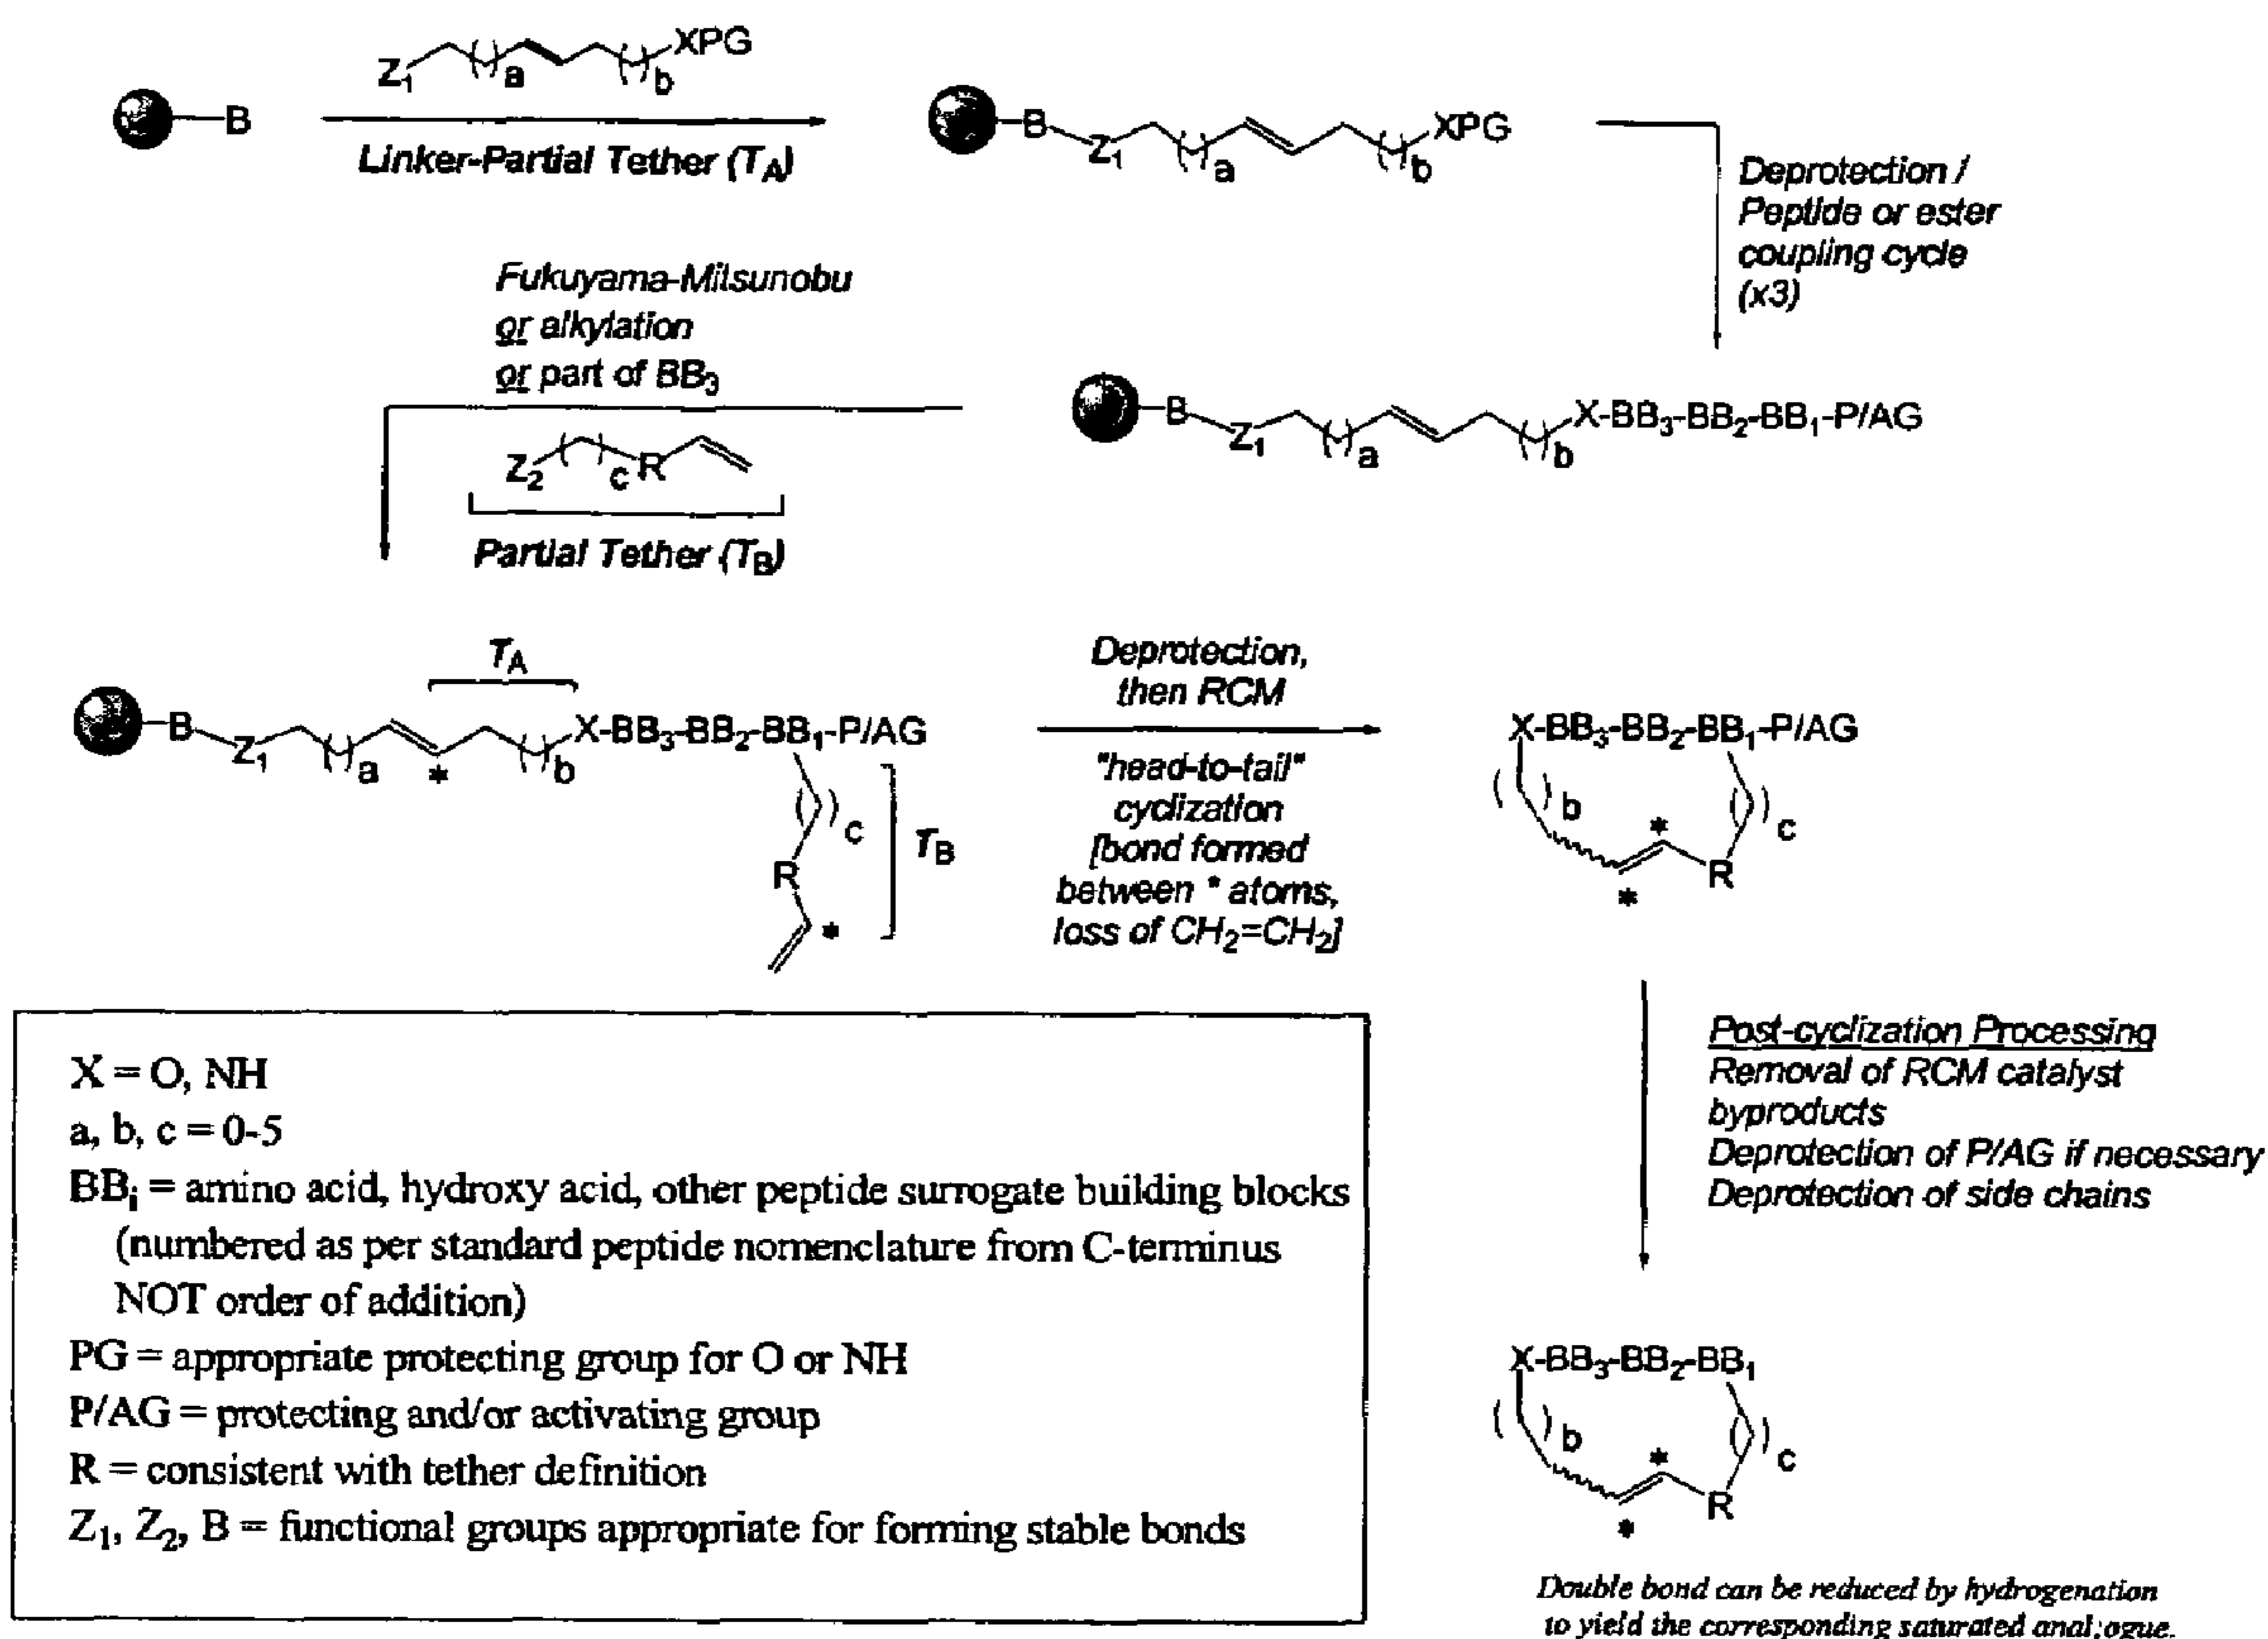 Z1 ( )a ( )b XPG
B
Linker-Partial Tether (TA)
B Z1 ( )a ( )b XPG
Deprotection /
Peptide or ester
coupling cycle
(x3)
Fukuyama-Mitsunobu
or alkylation
or part of BB3
Z2 ( )c R
Partial Tether (TB)
B Z1 ( )a ( )b X-BB3-BB2-BB1-P/AG
TA
B Z1 ( )a * ( )b X-BB3-BB2-BB1-P/AG
( )c
R
*
TB
Deprotection,
then RCM
"head-to-tail"
cyclization
[bond formed
between * atoms,
loss of CH2=CH2]
X-BB3-BB2-BB1-P/AG
( )b * ( )c
R
*
Post-cyclization Processing
Removal of RCM catalyst
byproducts
Deprotection of P/AG if necessary
Deprotection of side chains
X-BB3-BB2-BB1
( )b * ( )c
R
*
Double bond can be reduced by hydrogenation
to yield the corresponding saturated anal;ogue.
X = O, NH
a, b, c = 0-5
BBi = amino acid, hydroxy acid, other peptide surrogate building blocks
(numbered as per standard peptide nomenclature from C-terminus
NOT order of addition)
PG = appropriate protecting group for O or NH
P/AG = protecting and/or activating group
R = consistent with tether definition
Z1, Z2, B = functional groups appropriate for forming stable bonds